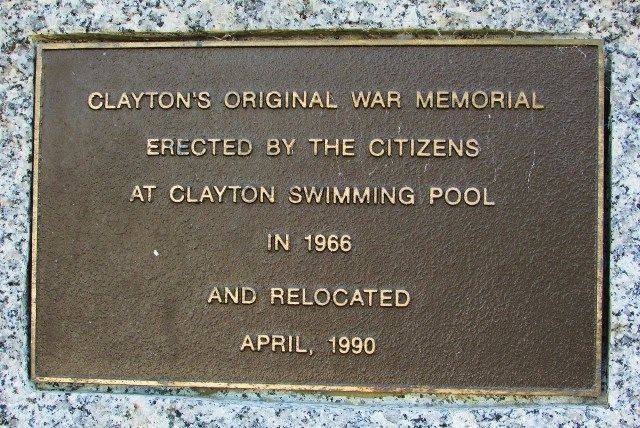 CLAYTON'S ORIGINAL WAR MEMORIAL
ERECTED BY THE CITIZENS
AT CLAYTON SWIMMING POOL
IN 1966
AND RELOCATED
APRIL, 1990